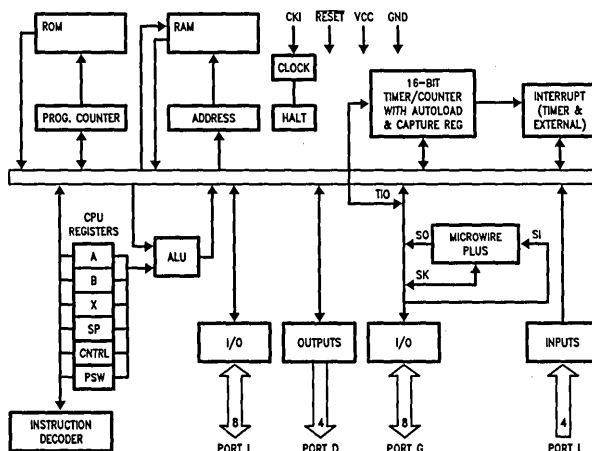 ROM
RAM
CKI
RESET
VCC
GND
CLOCK
HALT
PROG. COUNTER
ADDRESS
16-BIT
TIMER/COUNTER
WITH AUTOLOAD
& CAPTURE REG
INTERRUPT
(TIMER &
EXTERNAL)
TIO
CPU
REGISTERS
A
B
X
SP
CNTRL
PSW
ALU
SO
MICROWIRE
PLUS
SI
SK
I/O
OUTPUTS
I/O
INPUTS
INSTRUCTION
DECODER
8
4
8
4
PORT
PORT D
PORT G
PORT